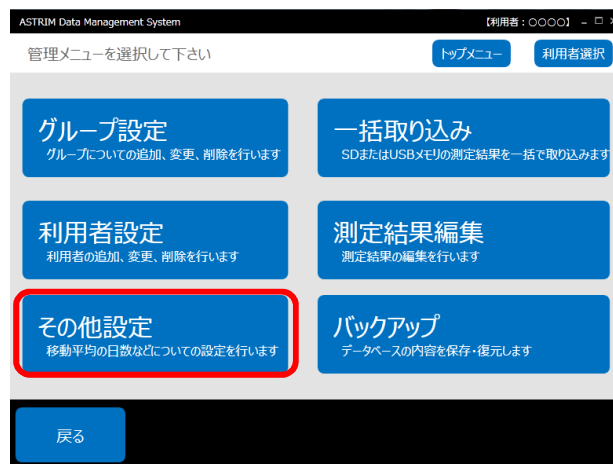 ASTRIM Data Management System
【利用者：○○○○】
管理メニューを選択して下さい
トップメニュー
利用者選択
グループ設定
グループについての追加、変更、削除を行います
一括取り込み
SDまたはUSBメモリの測定結果を一括で取り込みます
利用者設定
利用者の追加、変更、削除を行います
測定結果編集
測定結果の編集を行います
その他設定
移動平均の日数などについての設定を行います
バックアップ
データベースの内容を保存・復元します
戻る